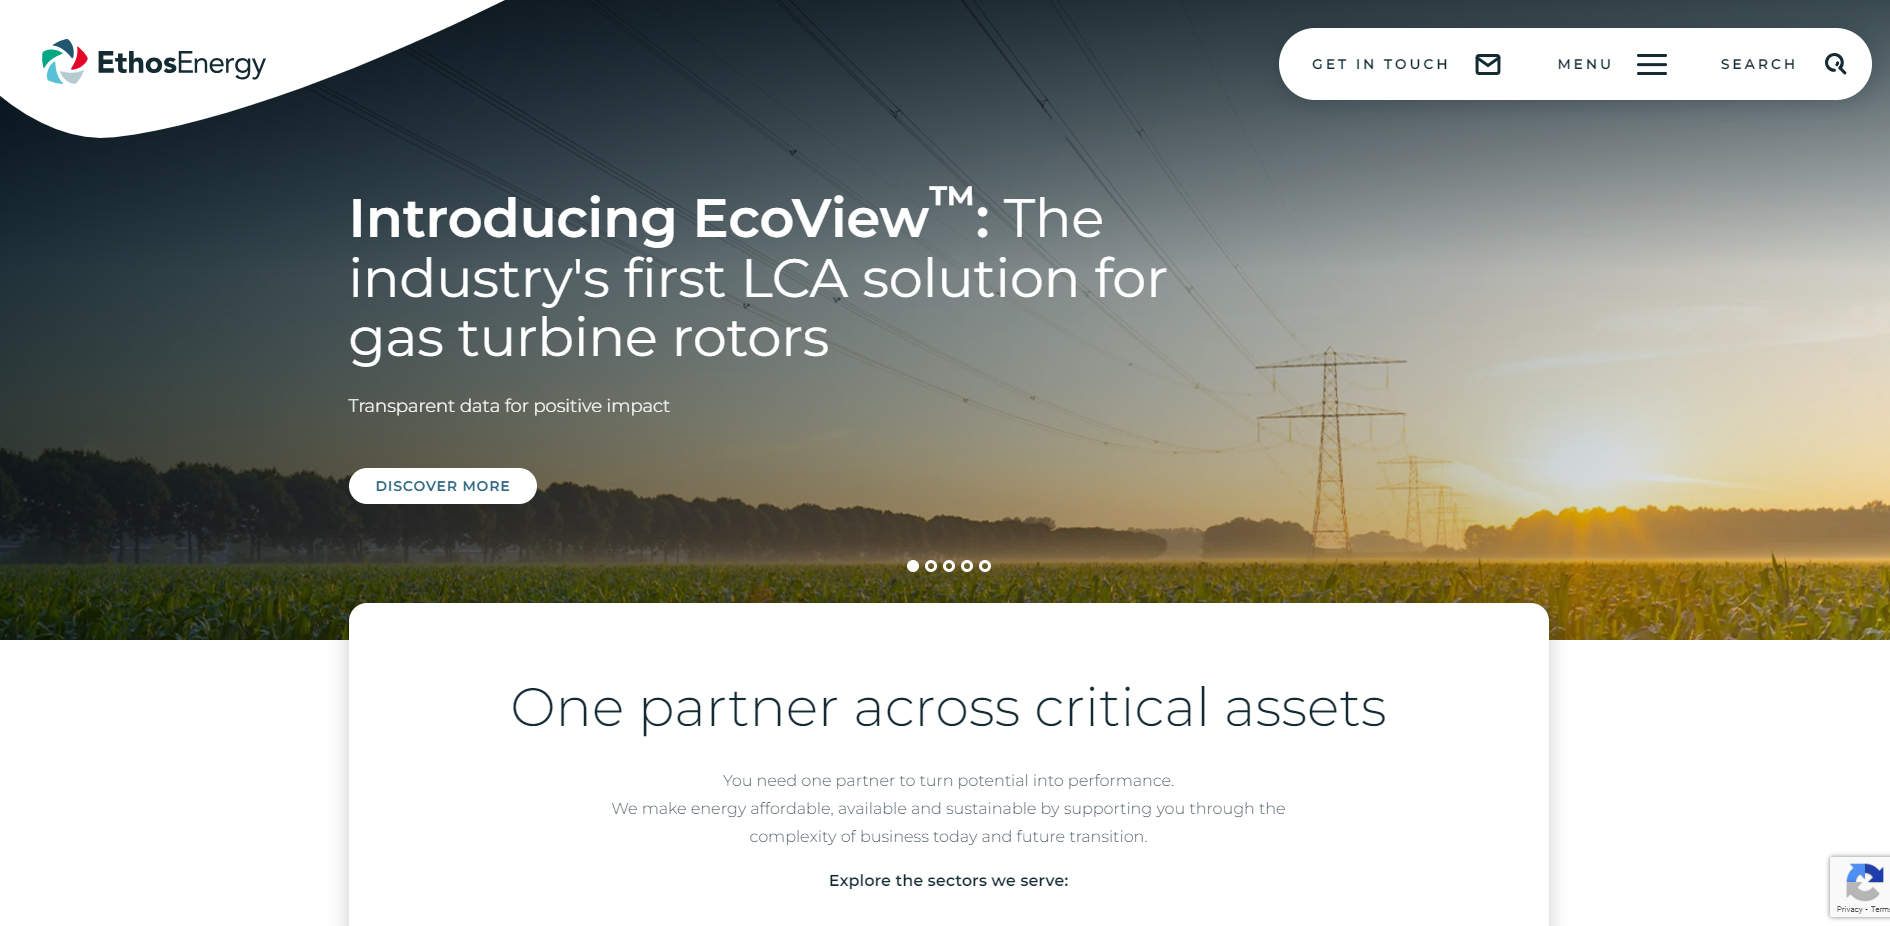 EthosEnergy
GET IN TOUCH
MENU
SEARCH
Introducing EcoView™: The
industry's first LCA solution for
gas turbine rotors
Transparent data for positive impact
DISCOVER MORE
One partner across critical assets
You need one partner to turn potential into performance.
We make energy affordable, available and sustainable by supporting you through the
complexity of business today and future transition.
Explore the sectors we serve:
Privacy -